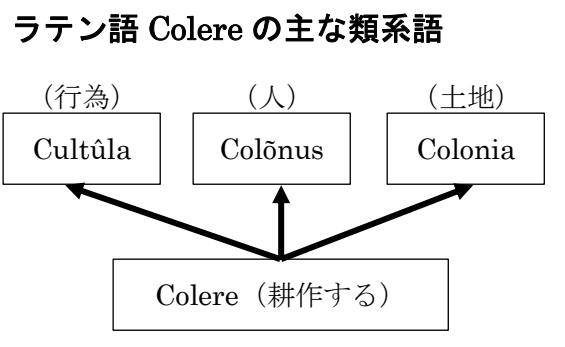 ラテン語 Colere の主な類系語
（行為）
（人）
（土地）
Cultûla
Colõnus
Colonia
Colere（耕作する）